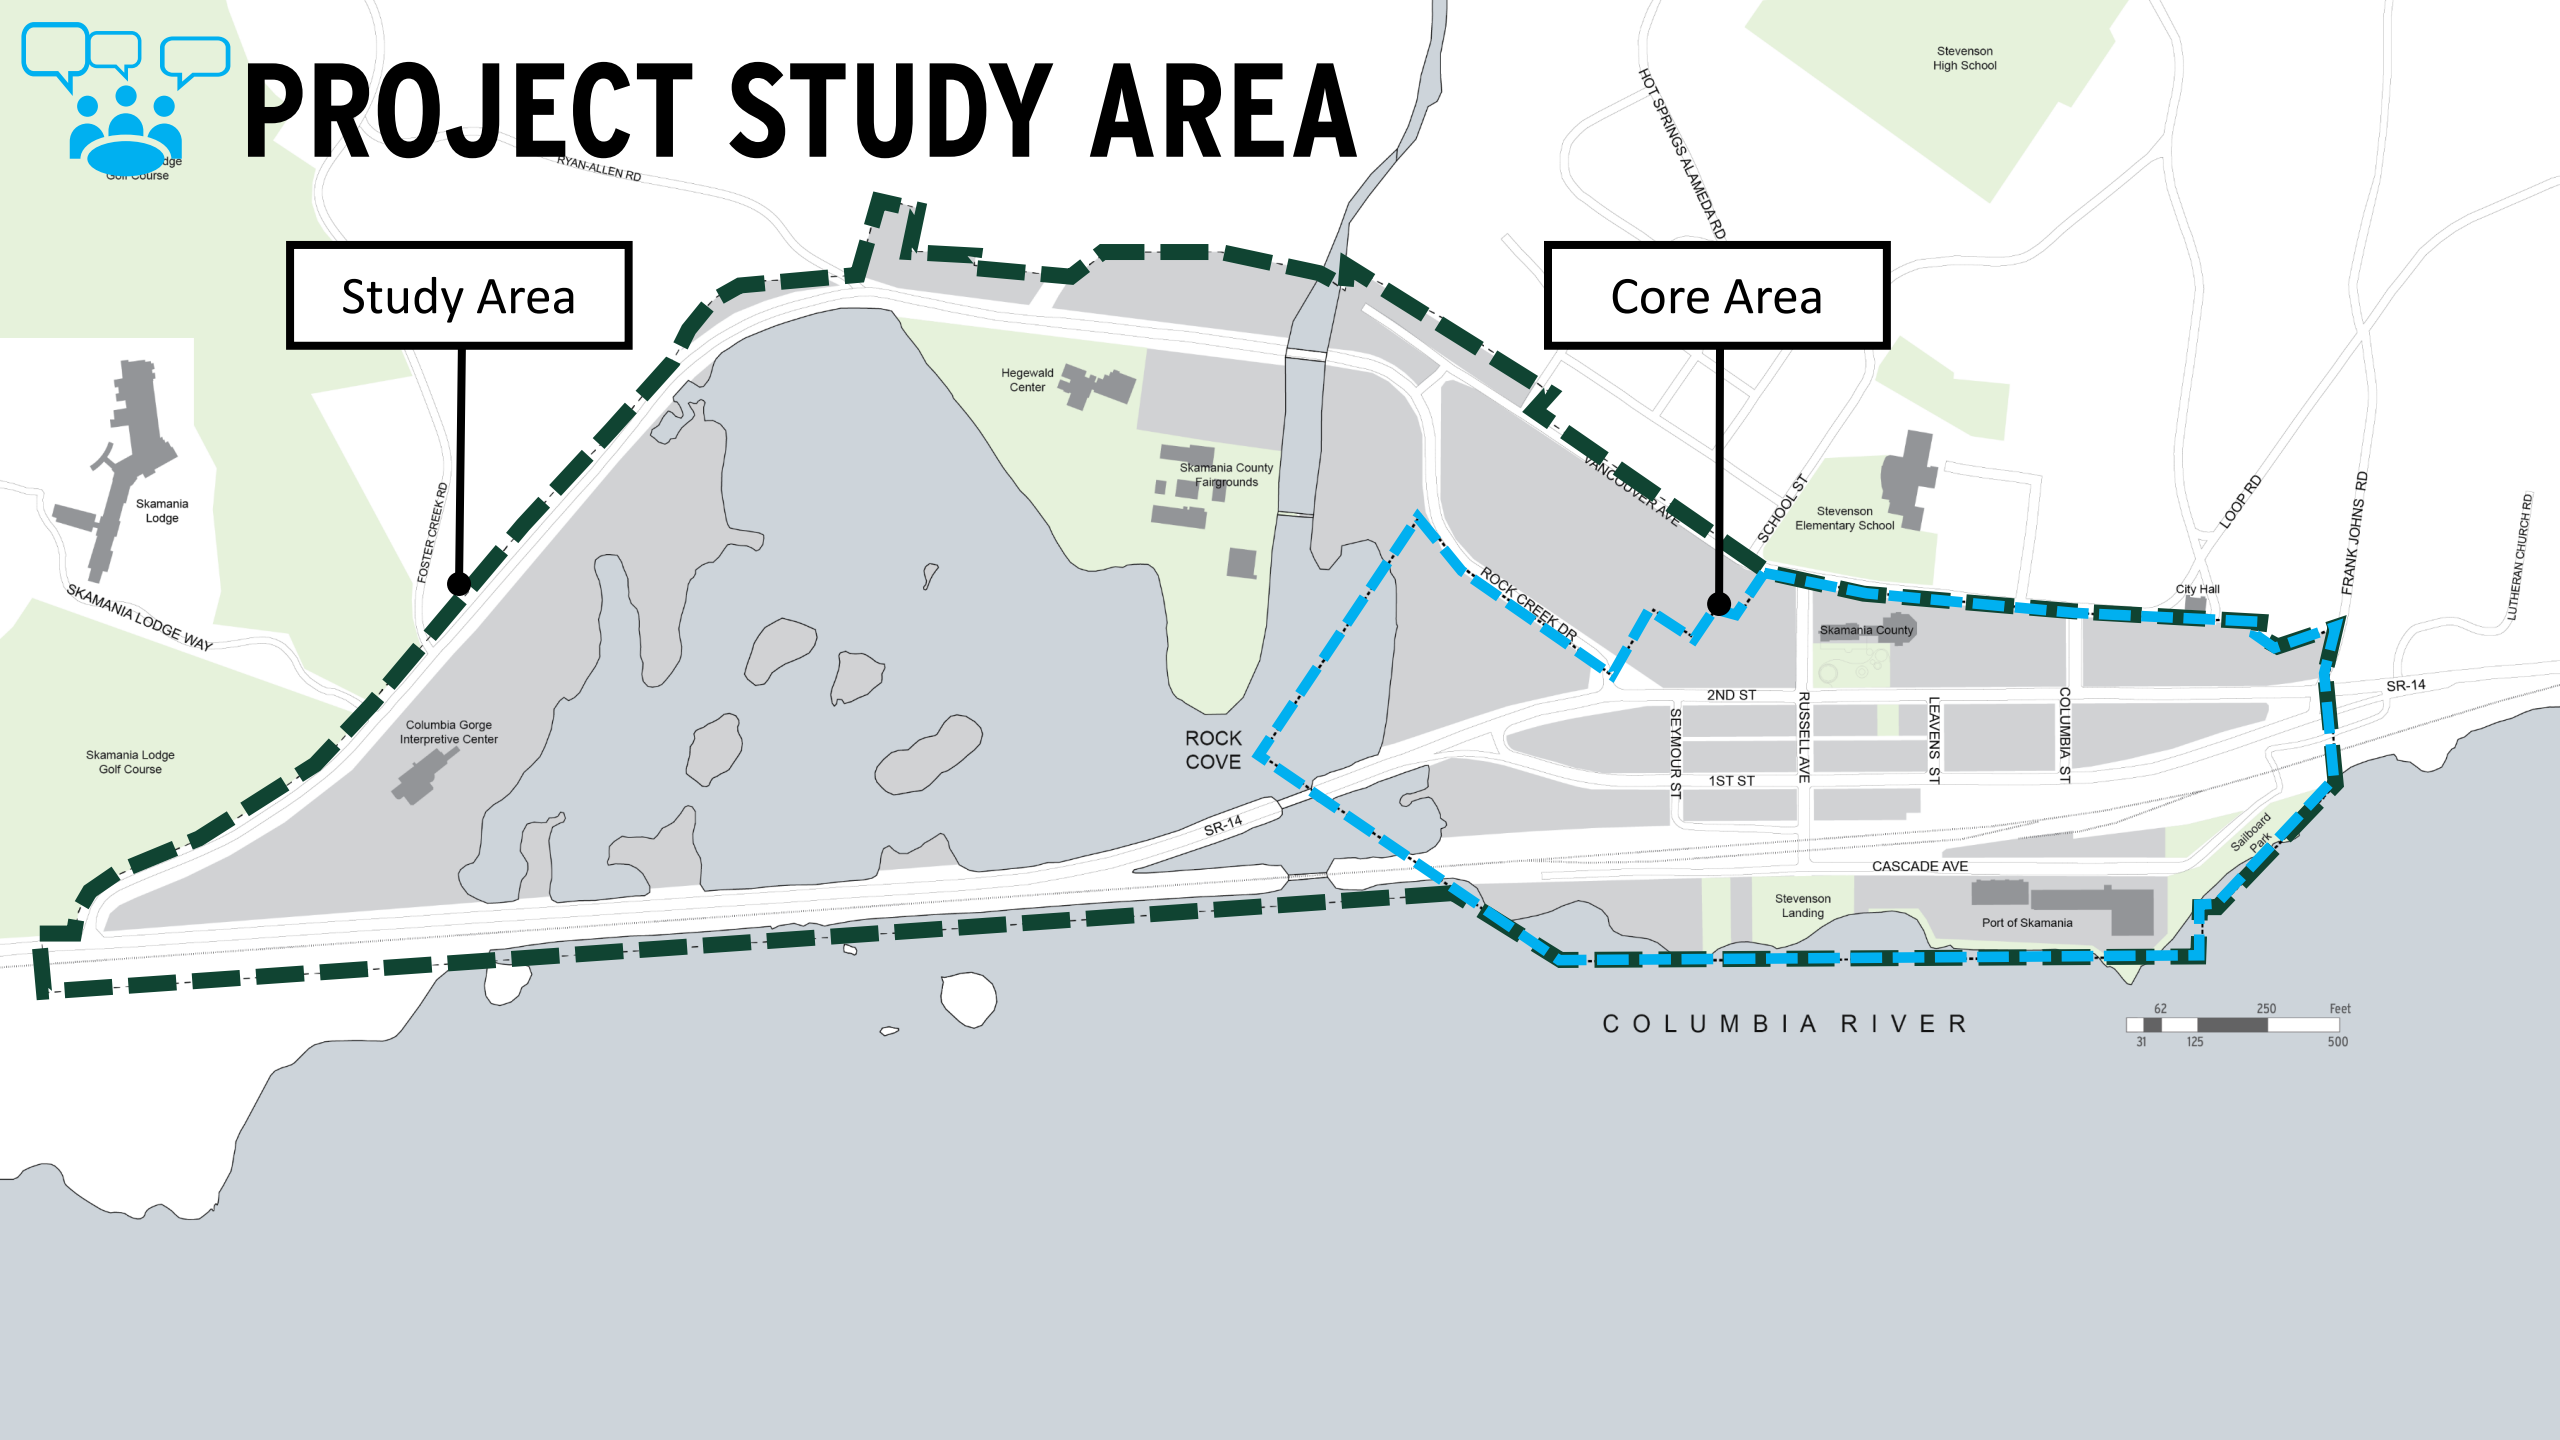 PROJECT STUDY AREA
Stevenson
High School
HOT SPRINGS ALAMEDA RD
Golf Course
RYAN-ALLEN RD
Study Area
Core Area
Hegewald
Center
Skamania County
Fairgrounds
Skamania
Lodge
FOSTER CREEK RD
SKAMANIA LODGE WAY
VANCOUVER AVE
SCHOOL ST
Stevenson
Elementary School
LOOP RD
FRANK JOHNS RD
LUTHERAN CHURCH RD
City Hall
ROCK CREEK DR
Skamania County
Columbia Gorge
Interpretive Center
Skamania Lodge
Golf Course
ROCK
COVE
2ND ST
SR-14
SEYMOUR ST
RUSSELL AVE
LEAVENS ST
COLUMBIA ST
1ST ST
SR-14
Sailboard
Park
CASCADE AVE
Stevenson
Landing
Port of Skamania
COLUMBIA RIVER
62 250 Feet
31 125 500